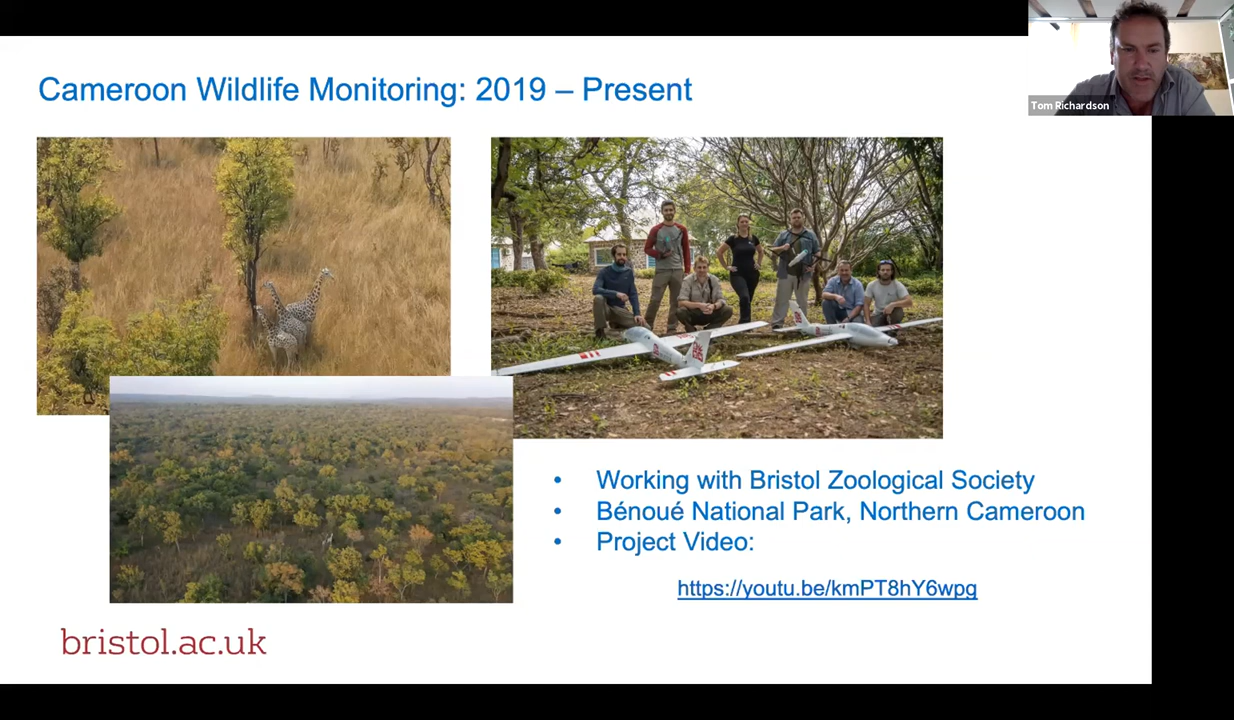 Cameroon Wildlife Monitoring: 2019 – Present
Tom Richardson
• Working with Bristol Zoological Society
• Bénoué National Park, Northern Cameroon
• Project Video:
https://youtu.be/kmPT8hY6wpg
bristol.ac.uk